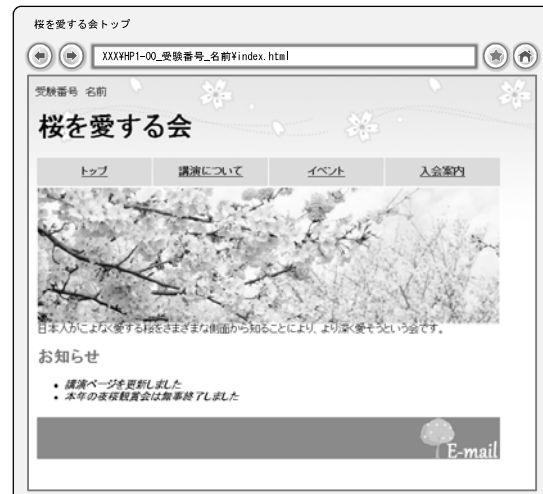 桜を愛する会トップ
XXX¥HP1-00_受験番号_名前¥index.html
受験番号 名前
桜を愛する会
トップ 講演について イベント 入会案内
日本人がこよなく愛する桜をさまざまな側面から知ることにより、より深く愛そうという会です。
お知らせ
• 講演ページを更新しました
• 本年の夜桜観賞会は無事終了しました
E-mail